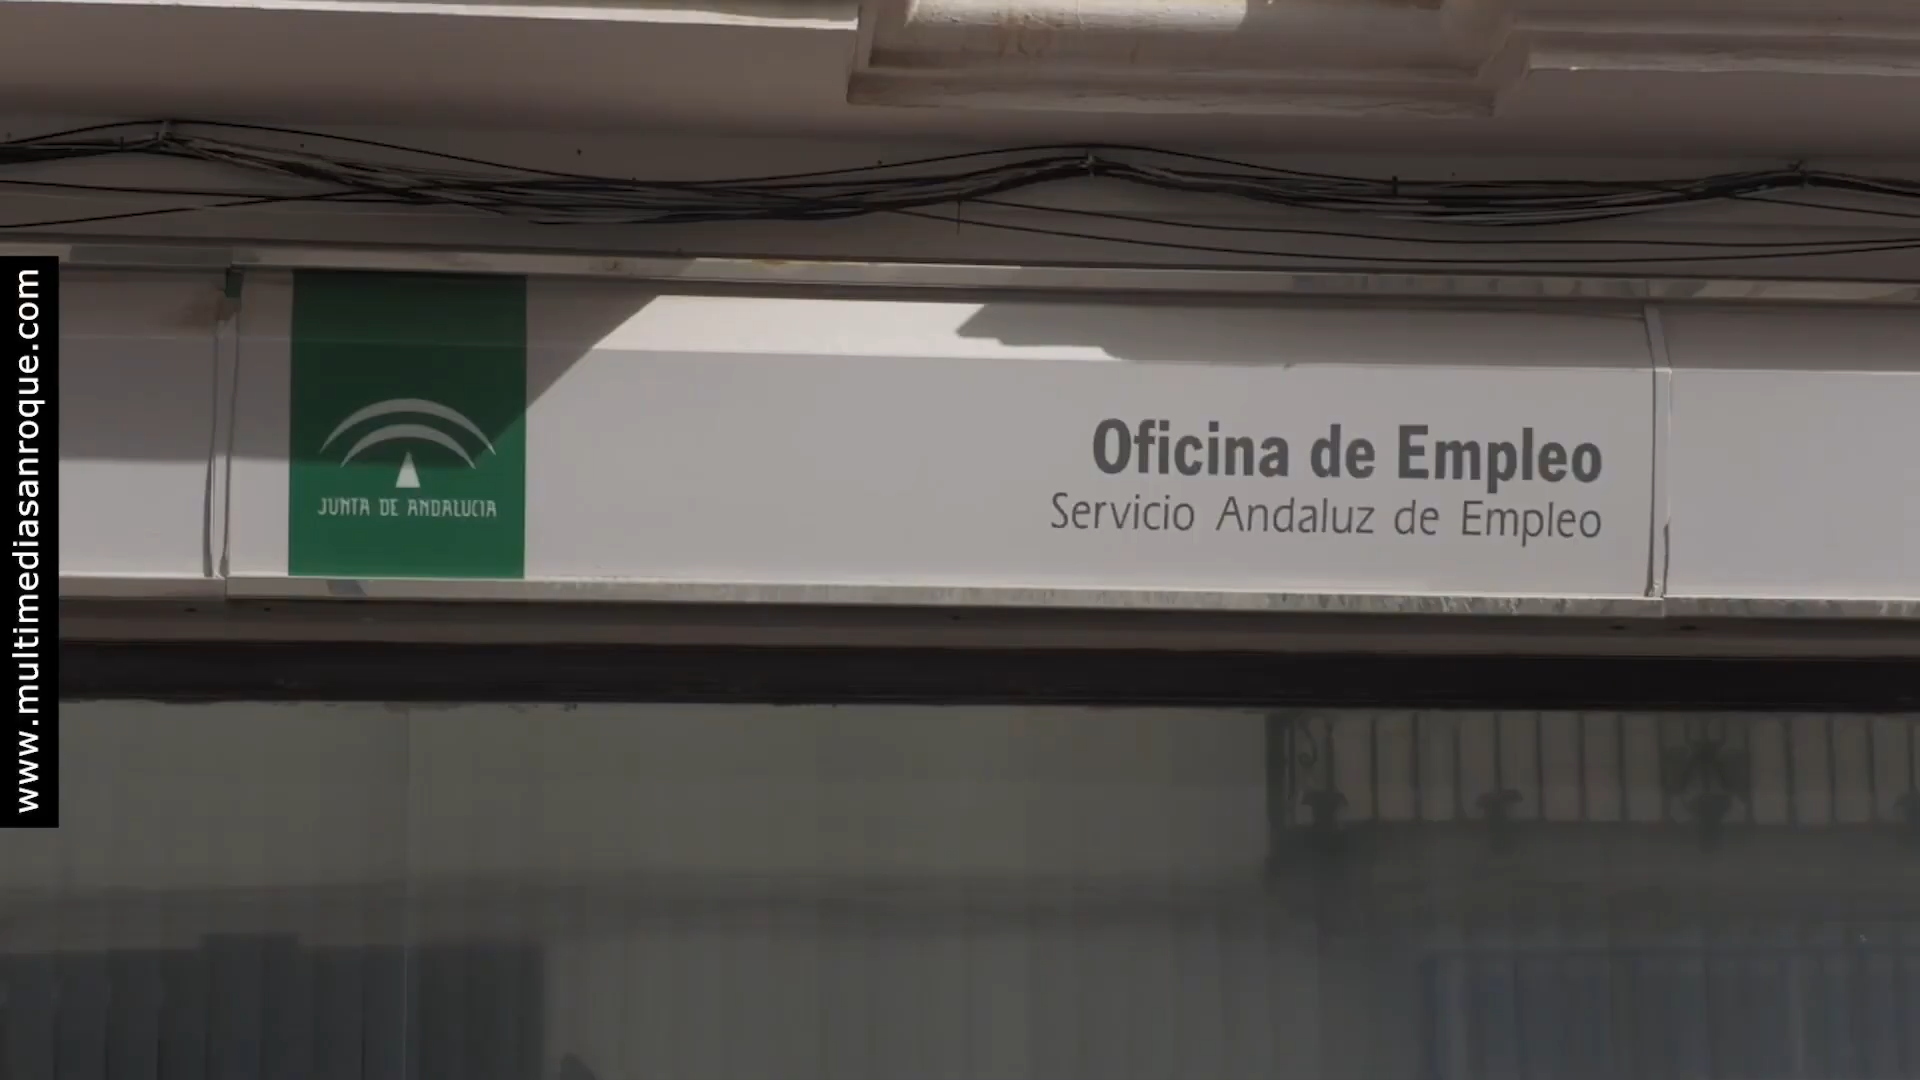 www.multimediasanroque.com
JUNTA DE ANDALUCIA
Oficina de Empleo
Servicio Andaluz de Empleo